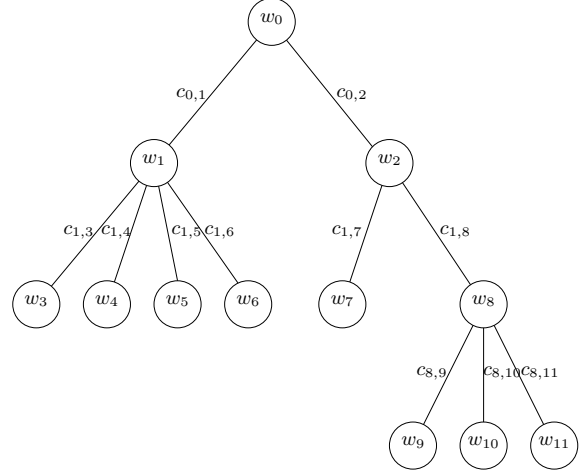 w₀
c₀,₁ c₀,₂
w₁ w₂
c₁,₃ c₁,₄ c₁,₅ c₁,₆ c₁,₇ c₁,₈
w₃ w₄ w₅ w₆ w₇ w₈
c₈,₉ c₈,₁₀ c₈,₁₁
w₉ w₁₀ w₁₁